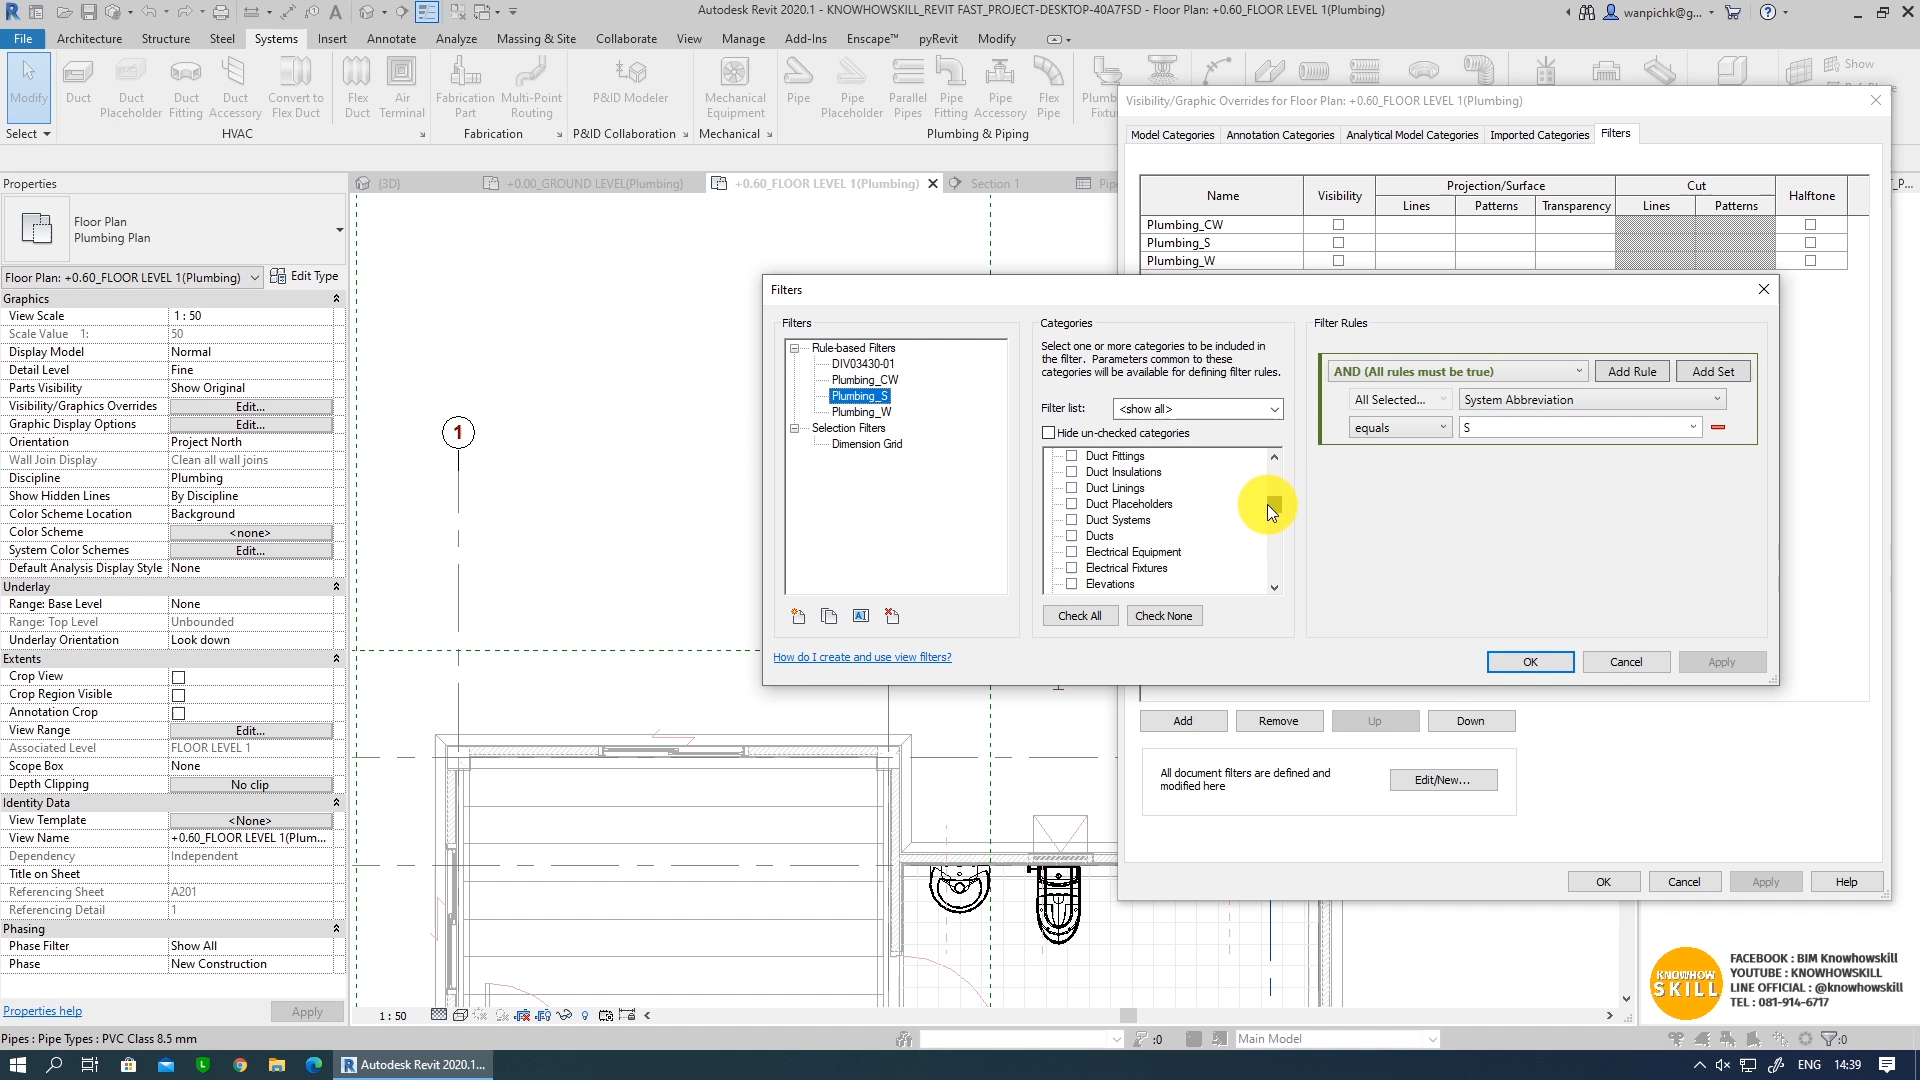 Autodesk Revit 2020.1 - KNOWHOWSKILL_REVIT FAST_PROJECT-DESKTOP-40A7FSD - Floor Plan: +0.60_FLOOR LEVEL 1(Plumbing)
wanpichk@g...
File Architecture Structure Steel Systems Insert Annotate Analyze Massing & Site Collaborate View Manage Add-Ins Enscape™ pyRevit Modify
Modify
Duct
Duct Placeholder
Duct Fitting
Duct Accessory
Convert to Flex Duct
Flex Duct
Air Terminal
Fabrication Part
Multi-Point Routing
P&ID Modeler
Mechanical Equipment
Pipe
Pipe Placeholder
Parallel Pipes
Pipe Fitting
Pipe Accessory
Flex Pipe
Show
Select HVAC Fabrication P&ID Collaboration Mechanical Plumbing & Piping
Properties
{3D} +0.00_GROUND LEVEL(Plumbing) +0.60_FLOOR LEVEL 1(Plumbing) Section 1
Floor Plan
Plumbing Plan
Floor Plan: +0.60_FLOOR LEVEL 1(Plumbing) Edit Type
Graphics
View Scale 1 : 50
Scale Value 1: 50
Display Model Normal
Detail Level Fine
Parts Visibility Show Original
Visibility/Graphics Overrides Edit...
Graphic Display Options Edit...
Orientation Project North
Wall Join Display Clean all wall joins
Discipline Plumbing
Show Hidden Lines By Discipline
Color Scheme Location Background
Color Scheme <none>
System Color Schemes Edit...
Default Analysis Display Style None
Underlay
Range: Base Level None
Range: Top Level Unbounded
Underlay Orientation Look down
Extents
Crop View
Crop Region Visible
Annotation Crop
View Range Edit...
Associated Level FLOOR LEVEL 1
Scope Box None
Depth Clipping No clip
Identity Data
View Template <None>
View Name +0.60_FLOOR LEVEL 1(Plum...
Dependency Independent
Title on Sheet
Referencing Sheet A201
Referencing Detail 1
Phasing
Phase Filter Show All
Phase New Construction
Properties help Apply
1
Visibility/Graphic Overrides for Floor Plan: +0.60_FLOOR LEVEL 1(Plumbing)
Model Categories Annotation Categories Analytical Model Categories Imported Categories Filters
Name Visibility Projection/Surface Cut Halftone
Lines Patterns Transparency Lines Patterns
Plumbing_CW
Plumbing_S
Plumbing_W
Filters
Filters
Rule-based Filters
DIV03430-01
Plumbing_CW
Plumbing_S
Plumbing_W
Selection Filters
Dimension Grid
How do I create and use view filters?
Categories
Select one or more categories to be included in
the filter. Parameters common to these
categories will be available for defining filter rules.
Filter list: <show all>
Hide un-checked categories
Duct Fittings
Duct Insulations
Duct Linings
Duct Placeholders
Duct Systems
Ducts
Electrical Equipment
Electrical Fixtures
Elevations
Check All Check None
Filter Rules
AND (All rules must be true) Add Rule Add Set
All Selected... System Abbreviation
equals S
OK Cancel Apply
Add Remove Up Down
All document filters are defined and
modified here
Edit/New...
OK Cancel Apply Help
KNOWHOW
SKILL
FACEBOOK : BIM Knowhowskill
YOUTUBE : KNOWHOWSKILL
LINE OFFICIAL : @knowhowskill
TEL : 081-914-6717
1 : 50
Pipes : Pipe Types : PVC Class 8.5 mm
:0
Main Model
:0
Autodesk Revit 2020.1...
ENG 14:39